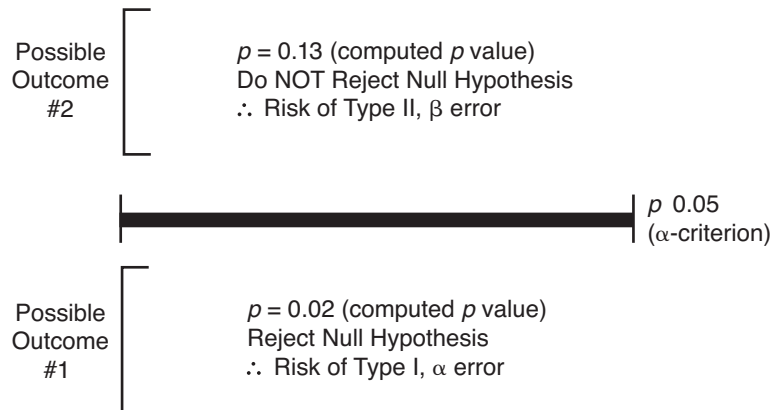 Possible
Outcome
#2
p = 0.13 (computed p value)
Do NOT Reject Null Hypothesis
∴ Risk of Type II, β error
p 0.05
(α-criterion)
Possible
Outcome
#1
p = 0.02 (computed p value)
Reject Null Hypothesis
∴ Risk of Type I, α error